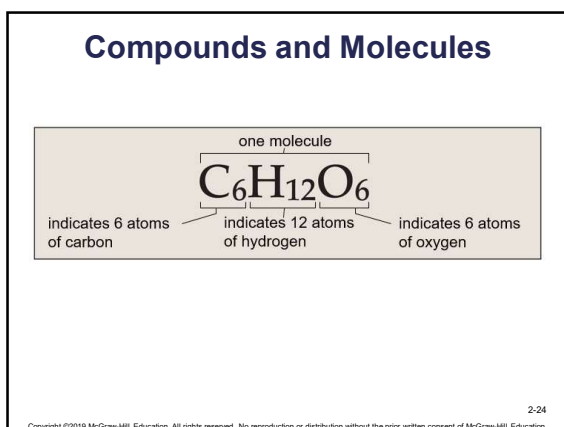 Compounds and Molecules
one molecule
C₆H₁₂O₆
indicates 6 atoms
of carbon
indicates 12 atoms
of hydrogen
indicates 6 atoms
of oxygen
2-24
Copyright ©2019 McGraw-Hill Education. All rights reserved. No reproduction or distribution without the prior written consent of McGraw-Hill Education.